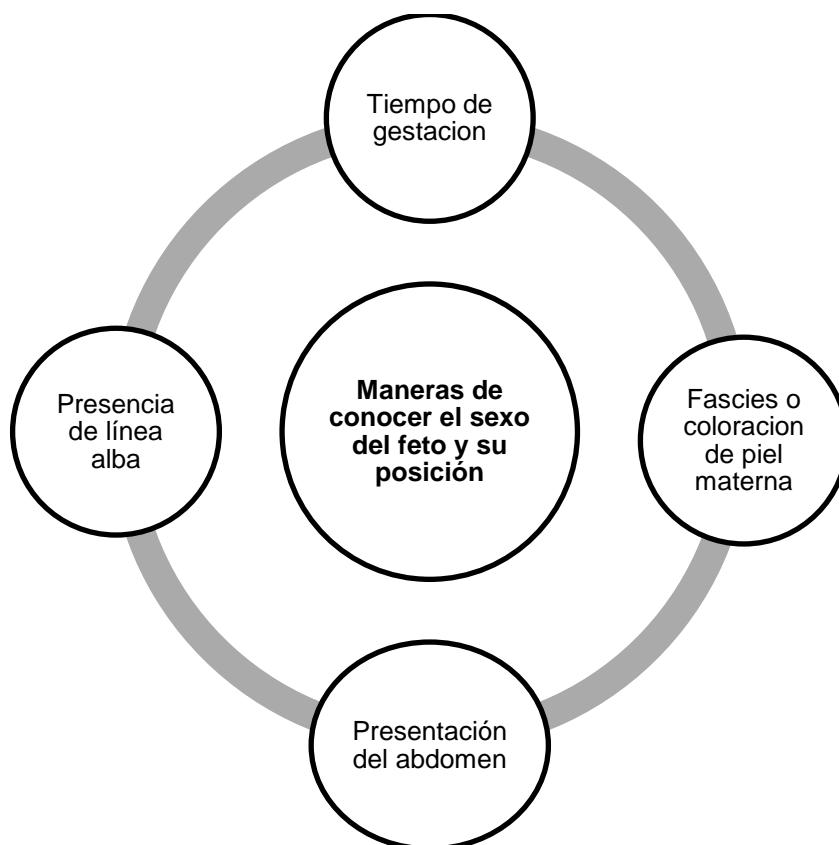 Tiempo de
gestacion
Maneras de
conocer el sexo
del feto y su
posición
Presencia
de línea
alba
Fascies o
coloracion
de piel
materna
Presentación
del abdomen